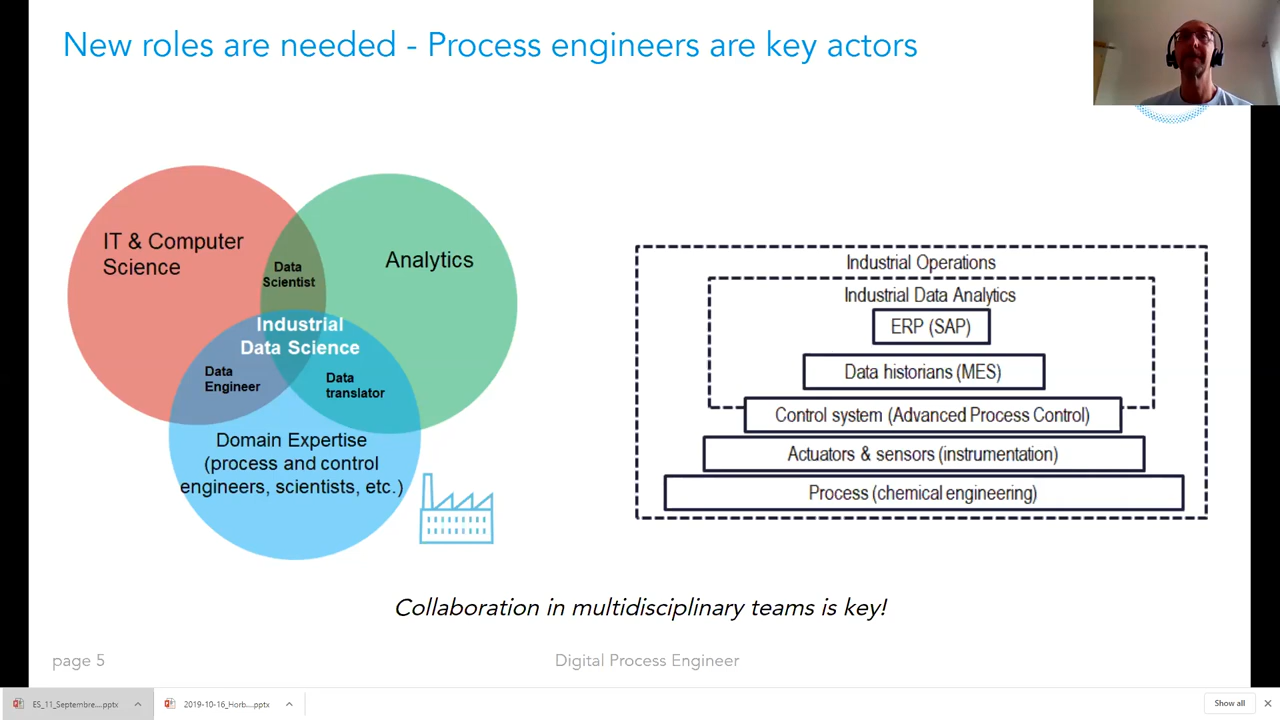 New roles are needed - Process engineers are key actors
IT & Computer
Science
Analytics
Data
Scientist
Industrial
Data Science
Data
Engineer
Data
translator
Domain Expertise
(process and control
engineers, scientists, etc.)
Industrial Operations
Industrial Data Analytics
ERP (SAP)
Data historians (MES)
Control system (Advanced Process Control)
Actuators & sensors (instrumentation)
Process (chemical engineering)
Collaboration in multidisciplinary teams is key!
page 5
Digital Process Engineer
ES_11_Septembre....pptx
2019-10-16_Horb....pptx
Show all